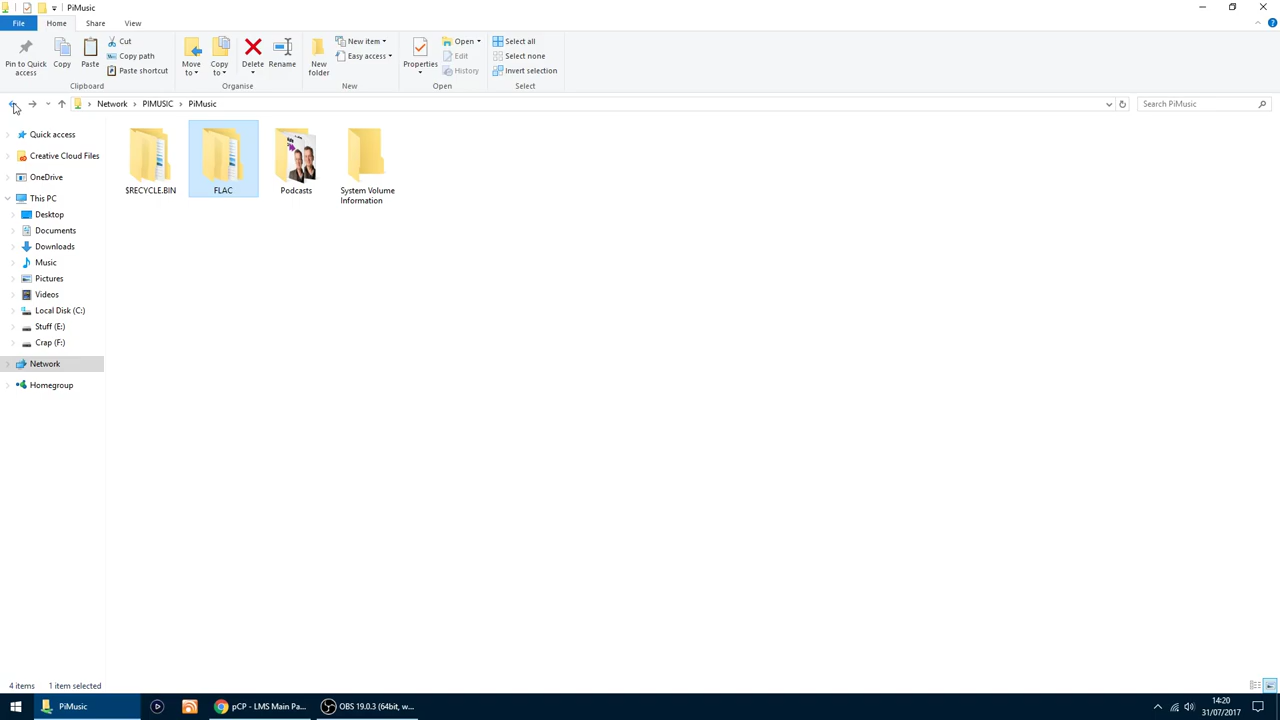 PiMusic
File Home Share View
Pin to Quick access
Copy
Paste
Cut
Copy path
Paste shortcut
Clipboard
Move to
Copy to
Delete
Rename
Organise
New folder
New item
Easy access
New
Properties
Open
Edit
History
Open
Select all
Select none
Invert selection
Select
Network PIMUSIC PiMusic
Search PiMusic
Quick access
Creative Cloud Files
OneDrive
This PC
Desktop
Documents
Downloads
Music
Pictures
Videos
Local Disk (C:)
Stuff (E:)
Crap (F:)
Network
Homegroup
$RECYCLE.BIN
FLAC
Podcasts
System Volume
Information
4 items 1 item selected
PiMusic
pCP - LMS Main Pa...
OBS 19.0.3 (64bit, w...
14:20
31/07/2017